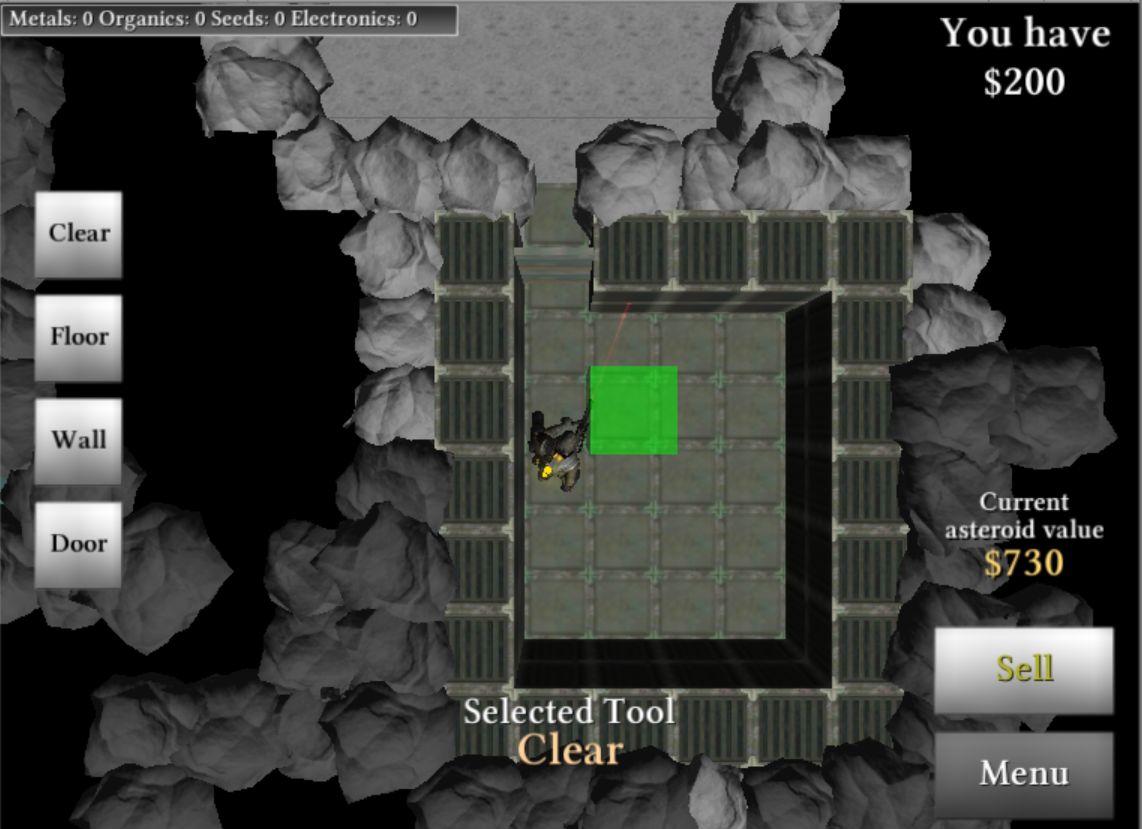 Metals: 0 Organics: 0 Seeds: 0 Electronics: 0
You have
$200
Clear
Floor
Wall
Door
Current
asteroid value
$730
Sell
Selected Tool
Clear
Menu